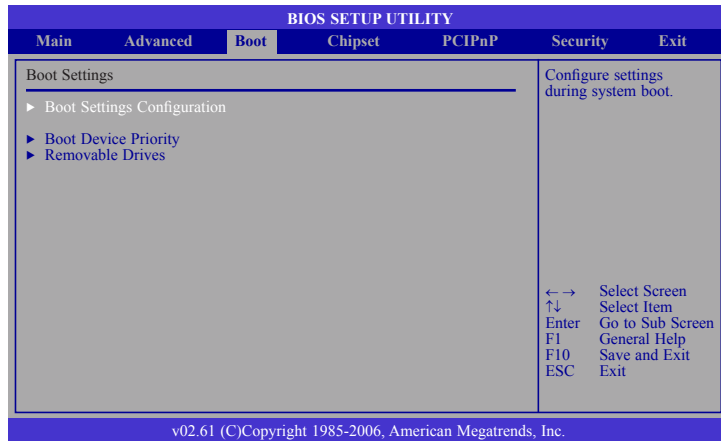 BIOS SETUP UTILITY
Main Advanced Boot Chipset PCIPnP Security Exit
Boot Settings
► Boot Settings Configuration
► Boot Device Priority
► Removable Drives
Configure settings
during system boot.
←→ Select Screen
↑↓ Select Item
Enter Go to Sub Screen
F1 General Help
F10 Save and Exit
ESC Exit
v02.61 (C)Copyright 1985-2006, American Megatrends, Inc.